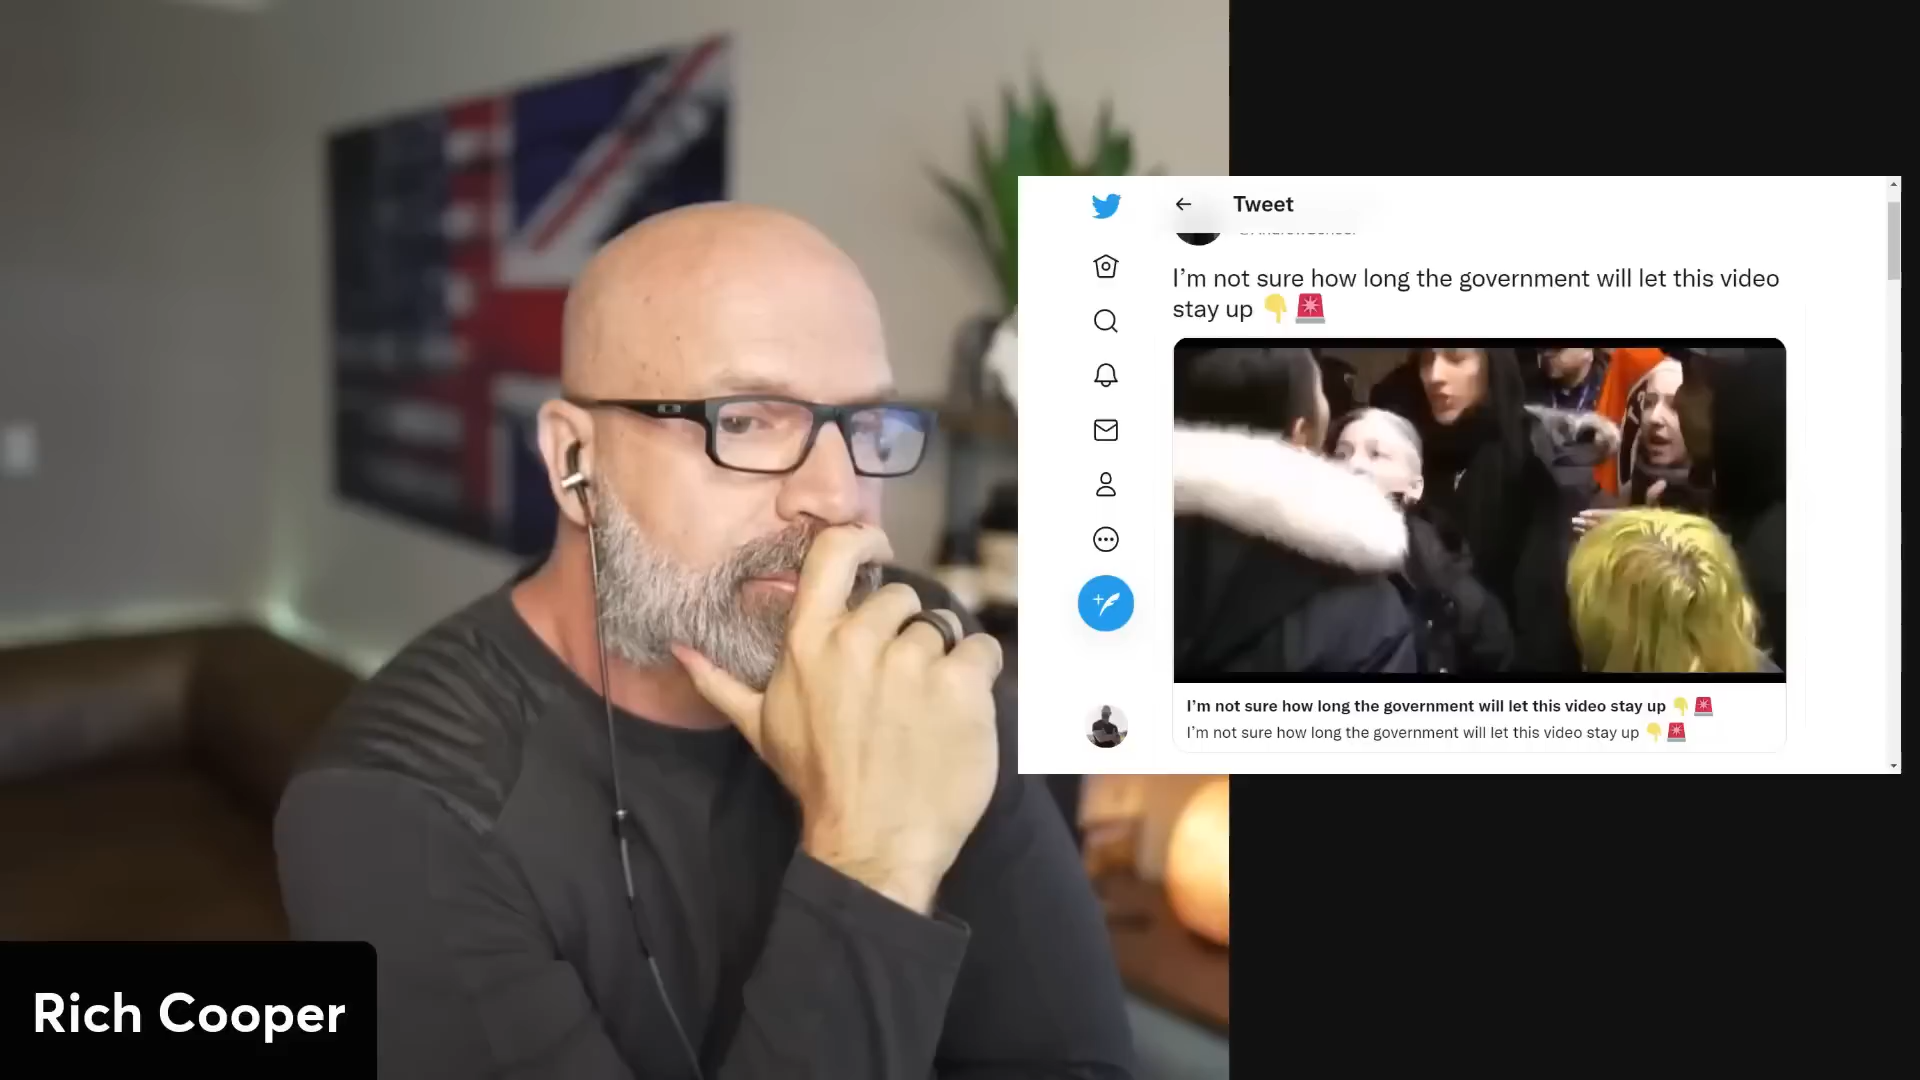 Tweet
I’m not sure how long the government will let this video
stay up 👇🚨
I’m not sure how long the government will let this video stay up 👇🚨
I’m not sure how long the government will let this video stay up 👇🚨
Rich Cooper